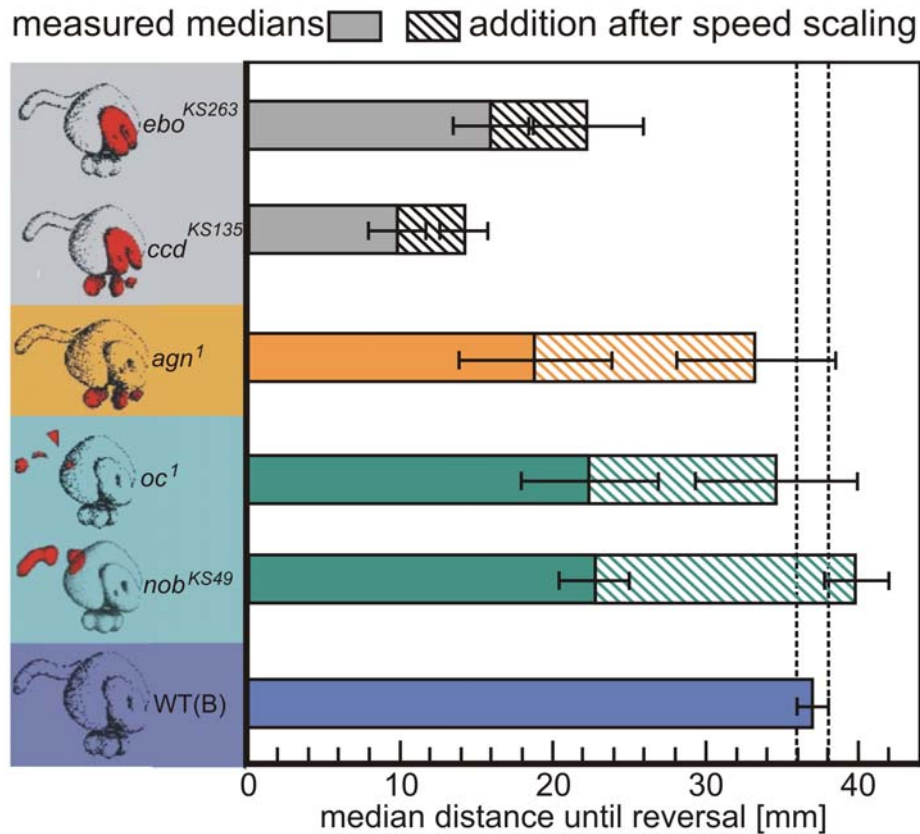 measured medians addition after speed scaling
ebo^KS263
ccd^KS135
agn^1
oc^1
nob^KS49
WT(B)
0 10 20 30 40
median distance until reversal [mm]